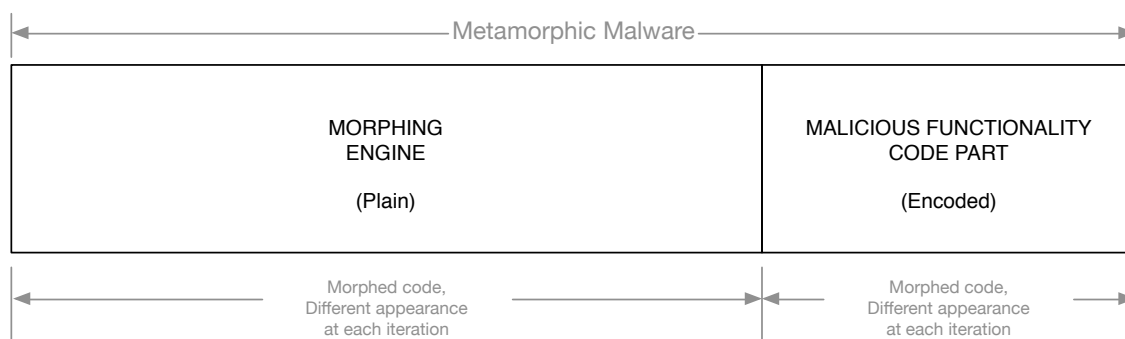 Metamorphic Malware
MORPHING
ENGINE
(Plain)
MALICIOUS FUNCTIONALITY
CODE PART
(Encoded)
Morphed code,
Different appearance
at each iteration
Morphed code,
Different appearance
at each iteration